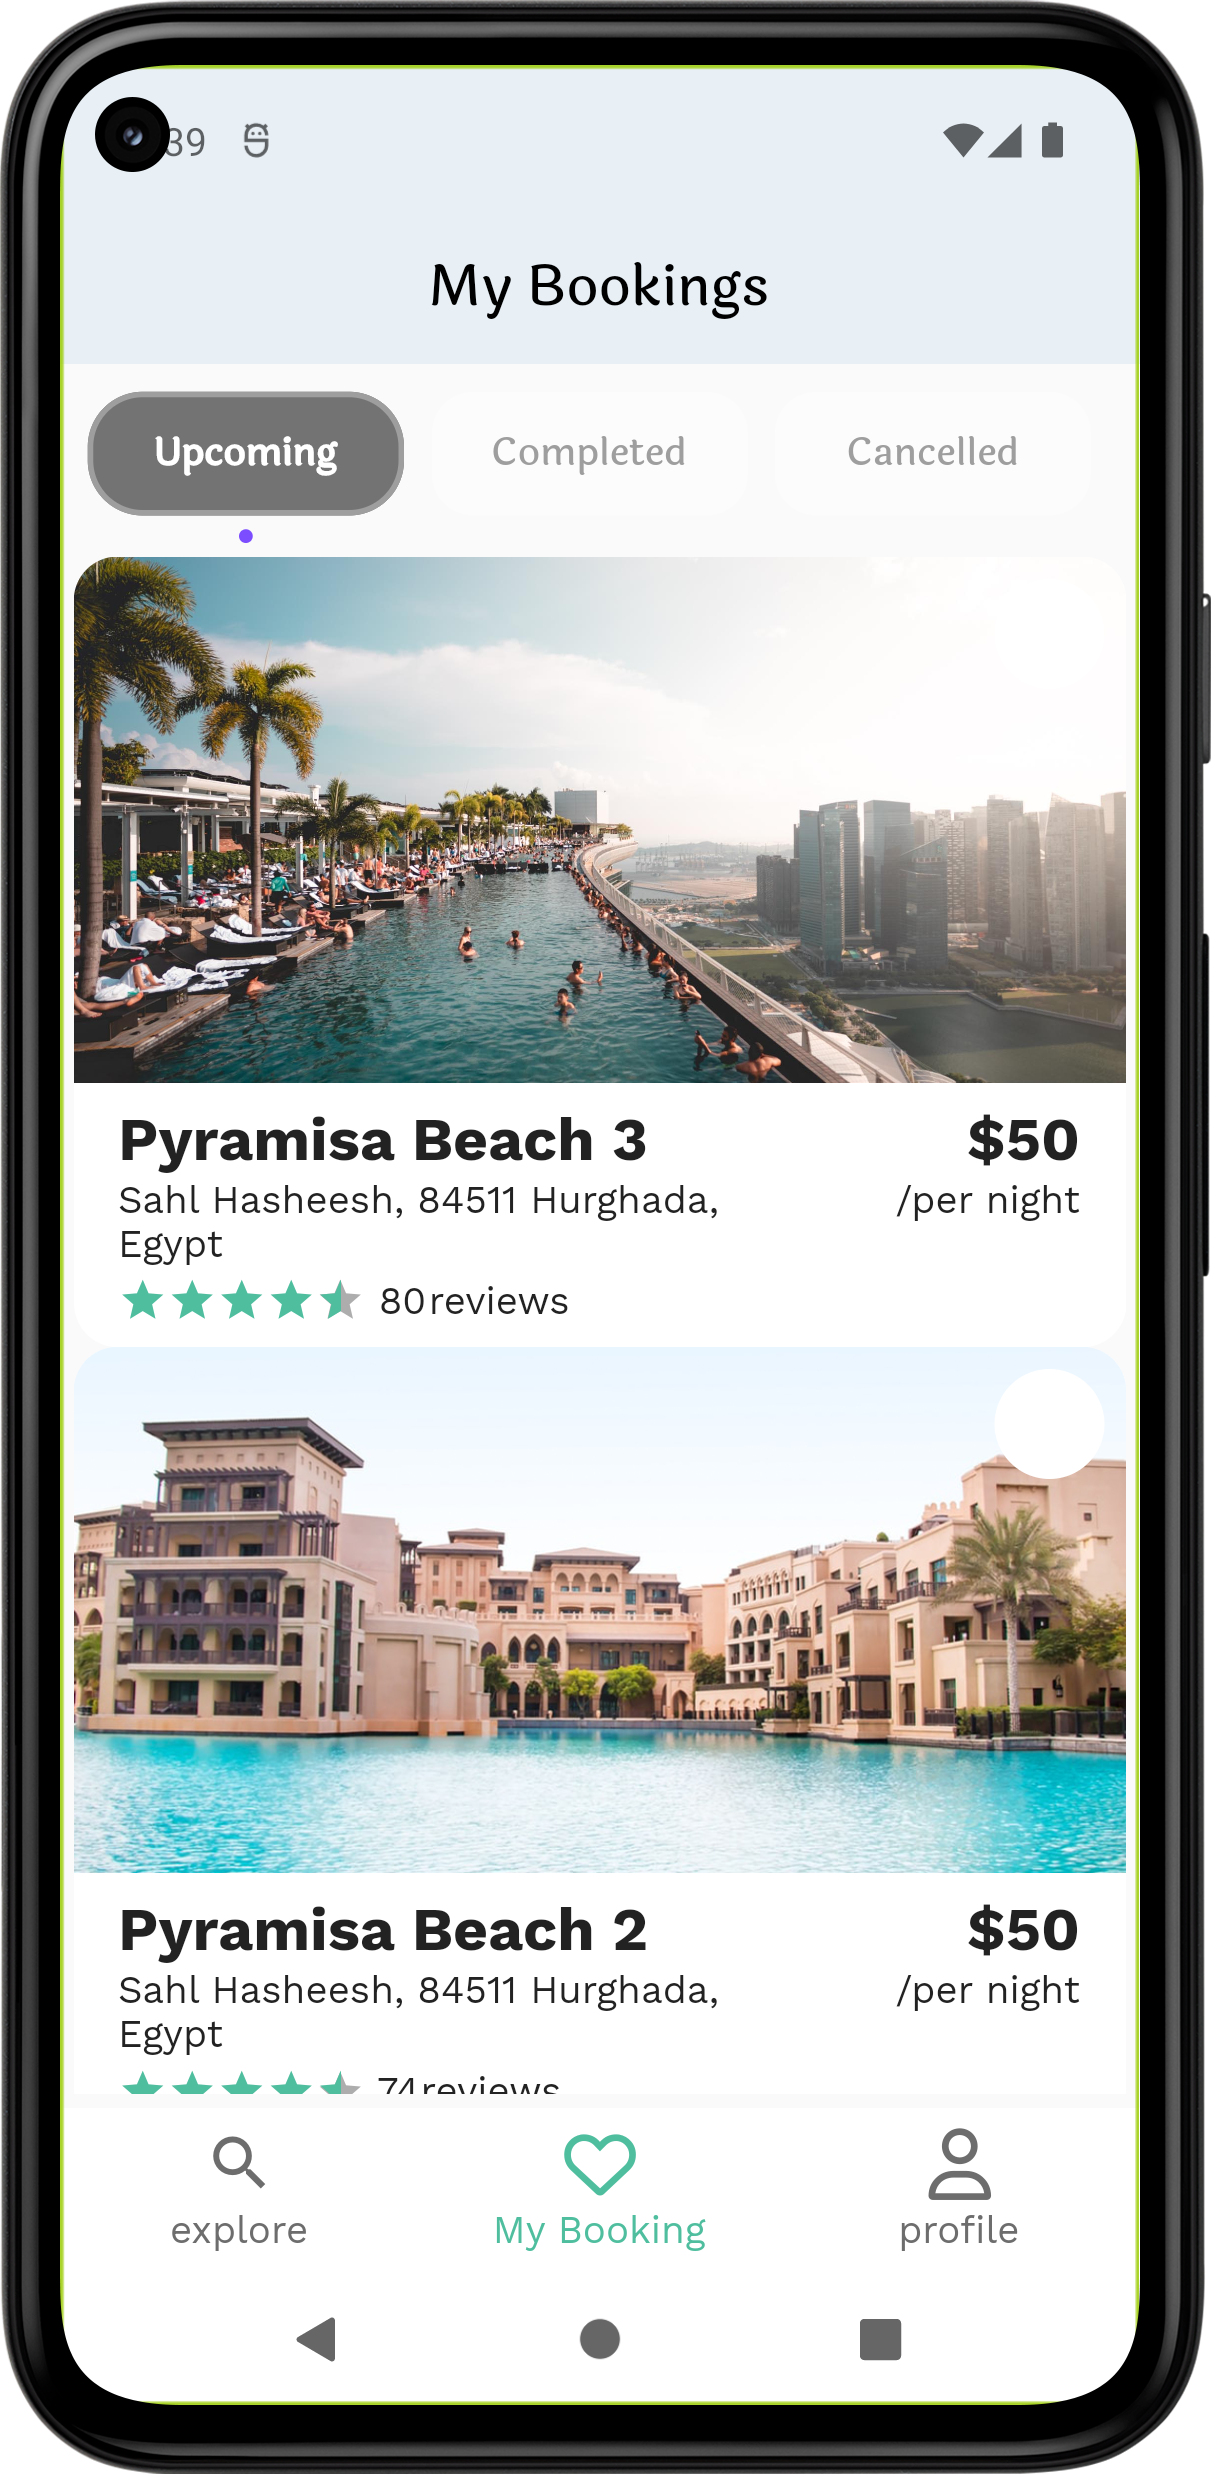 39
My Bookings
Upcoming Completed Cancelled
Pyramisa Beach 3 $50
Sahl Hasheesh, 84511 Hurghada, /per night
Egypt
80reviews
Pyramisa Beach 2 $50
Sahl Hasheesh, 84511 Hurghada, /per night
Egypt
74reviews
explore My Booking profile